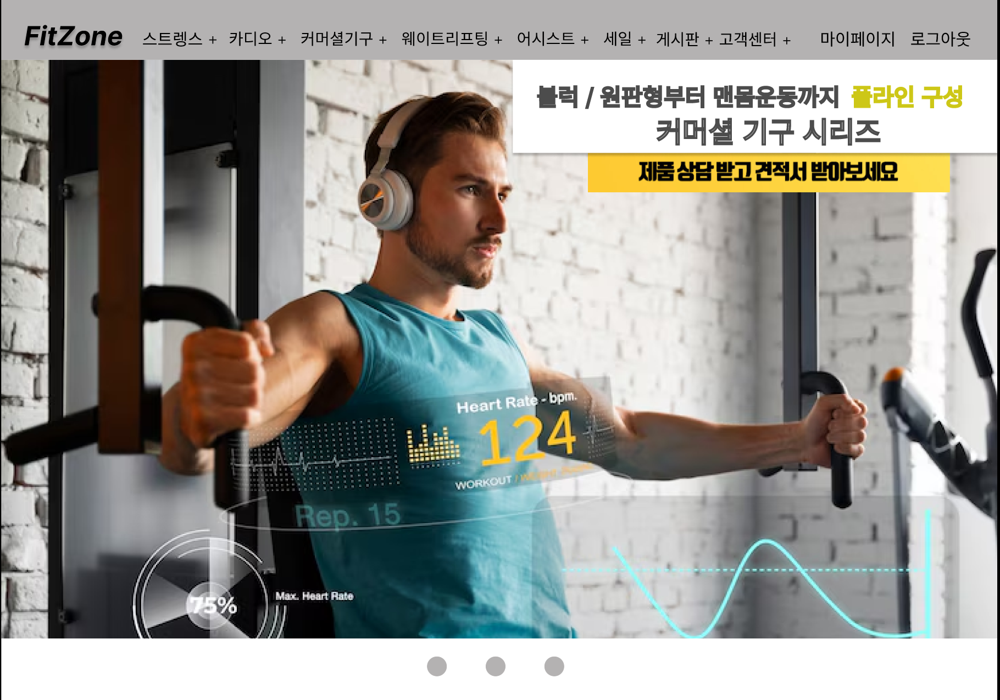 FitZone 스트렝스 + 카디오 + 커머셜기구 + 웨이트리프팅 + 어시스트 + 세일 + 게시판 + 고객센터 + 마이페이지 로그아웃
블럭 / 원판형부터 맨몸운동까지 풀라인 구성
커머셜 기구 시리즈
제품 상담 받고 견적서 받아보세요
Heart Rate - bpm.
124
WORKOUT /
Rep. 15
75%
Max. Heart Rate